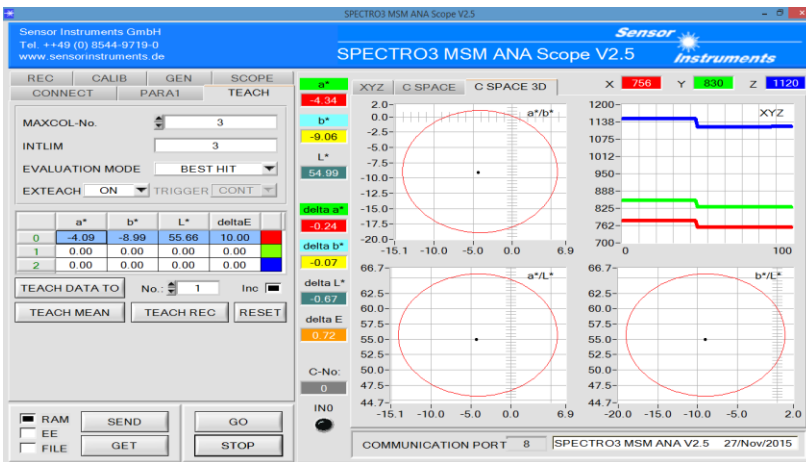 SPECTRO3 MSM ANA Scope V2.5
Sensor Instruments GmbH
Tel. ++49 (0) 8544-9719-0
www.sensorinstruments.de
SPECTRO3 MSM ANA Scope V2.5
Sensor
Instruments
REC CALIB GEN SCOPE
CONNECT PARA1 TEACH
MAXCOL-No. 3
INTLIM 3
EVALUATION MODE BEST HIT
EXTEACH ON TRIGGER CONT
a* b* L* deltaE
0 -4.09 -8.99 55.66 10.00
1 0.00 0.00 0.00 0.00
2 0.00 0.00 0.00 0.00
TEACH DATA TO No.: 1 Inc
TEACH MEAN TEACH REC RESET
RAM
EE
FILE
SEND GO
GET STOP
a*
-4.34
b*
-9.06
L*
54.99
delta a*
-0.24
delta b*
-0.07
delta L*
-0.67
delta E
0.72
C-No:
0
IN0
XYZ C SPACE C SPACE 3D
X 756 Y 830 Z 1120
a*/b*
2.0
0.0
-2.5
-5.0
-7.5
-10.0
-12.5
-15.0
-17.5
-20.0
-15.1 -10.0 -5.0 0.0 6.9
XYZ
1200
1138
1075
1012
950
888
825
762
700
0 100
a*/L*
66.7
62.5
60.0
57.5
55.0
52.5
50.0
47.5
44.7
-15.1 -10.0 -5.0 0.0 6.9
b*/L*
66.7
62.5
60.0
57.5
55.0
52.5
50.0
47.5
44.7
-20.0 -15.0 -10.0 -5.0 2.0
COMMUNICATION PORT 8 SPECTRO3 MSM ANA V2.5 27/Nov/2015